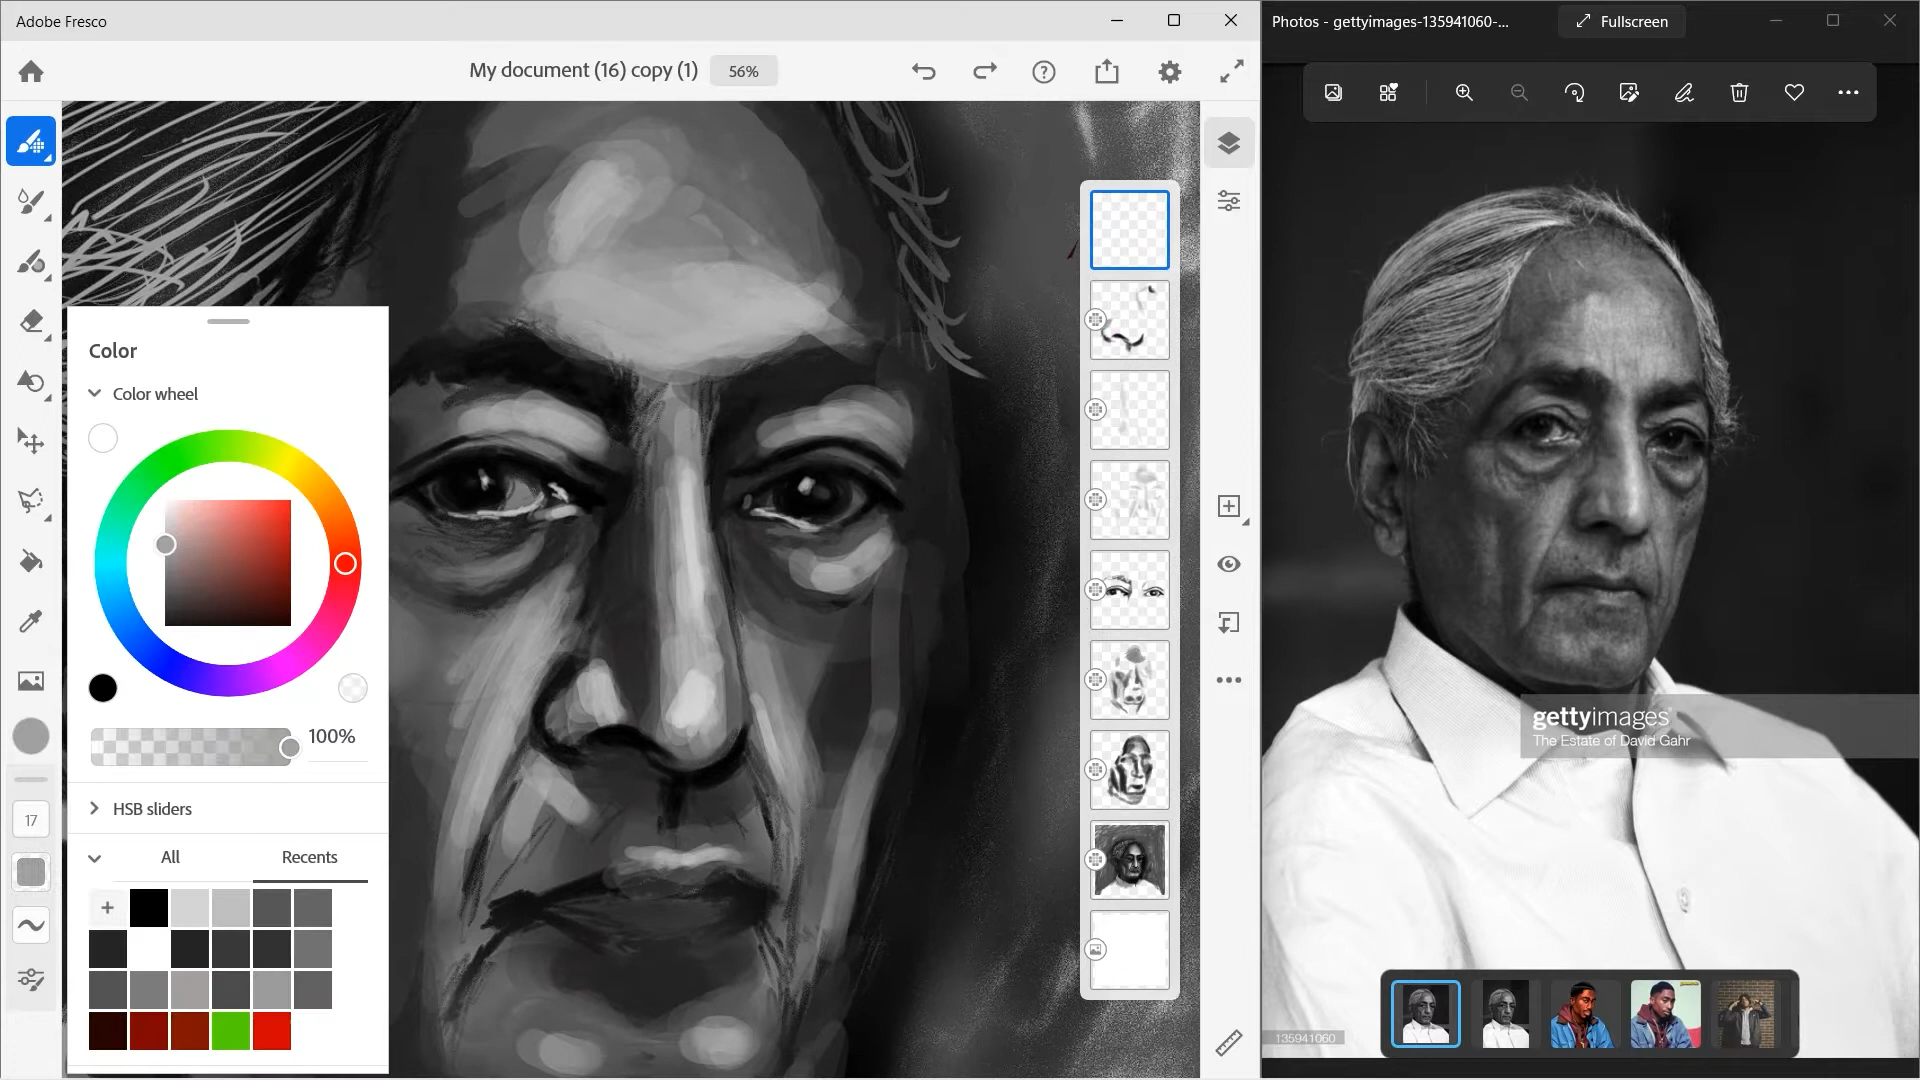 Adobe Fresco
My document (16) copy (1)
56%
Color
Color wheel
100%
HSB sliders
17
All
Recents
Photos - gettyimages-135941060-...
Fullscreen
gettyimages
The Estate of David Gahr
135941060